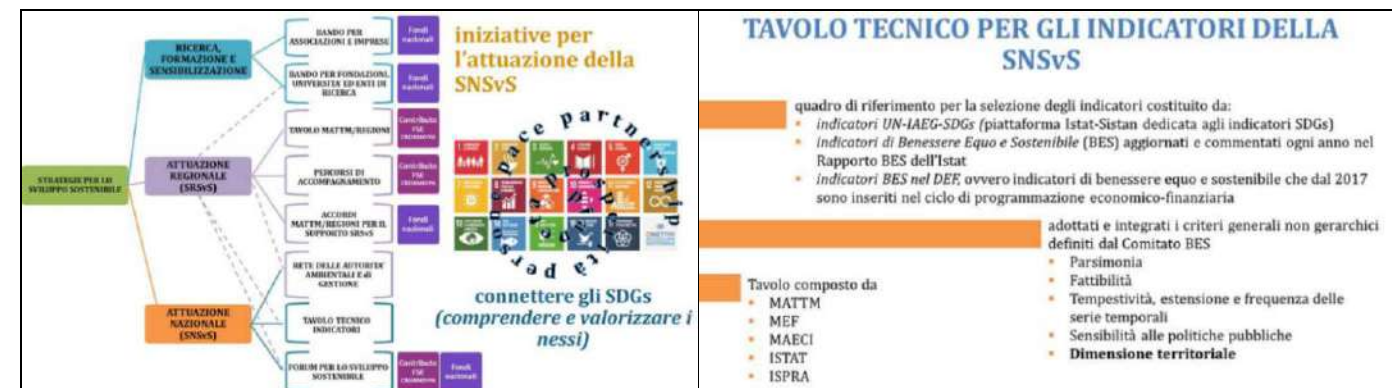 RICERCA,
FORMAZIONE E
SENSIBILIZZAZIONE
BANDO PER
ASSOCIAZIONI E IMPRESE
Fondi
nazionali
BANDO PER FONDAZIONI,
UNIVERSITA' ED ENTI DI
RICERCA
Fondi
nazionali
STRATEGIE PER LO
SVILUPPO SOSTENIBILE
ATTUAZIONE
REGIONALE
(SRSvS)
TAVOLO MATTM/REGIONI
Contributo
FSE
PERCORSI DI
ACCOMPAGNAMENTO
Contributo
FSE
ACCORDI
MATTM/REGIONI PER IL
SUPPORTO SRSvS
Fondi
nazionali
RETE DELLE AUTORITA'
AMBIENTALI E di
GESTIONE
ATTUAZIONE
NAZIONALE
(SNSvS)
TAVOLO TECNICO
INDICATORI
FORUM PER LO SVILUPPO
SOSTENIBILE
Contributo
FSE
Fondi
nazionali
iniziative per
l'attuazione della
SNSvS
pace partnership prosperità persone
connettere gli SDGs
(comprendere e valorizzare i
nessi)
TAVOLO TECNICO PER GLI INDICATORI DELLA
SNSvS
quadro di riferimento per la selezione degli indicatori costituito da:
▪ indicatori UN-IAEG-SDGs (piattaforma Istat-Sistan dedicata agli indicatori SDGs)
▪ indicatori di Benessere Equo e Sostenibile (BES) aggiornati e commentati ogni anno nel
Rapporto BES dell'Istat
▪ indicatori BES nel DEF, ovvero indicatori di benessere equo e sostenibile che dal 2017
sono inseriti nel ciclo di programmazione economico-finanziaria
adottati e integrati i criteri generali non gerarchici
definiti dal Comitato BES
▪ Parsimonia
▪ Fattibilità
▪ Tempestività, estensione e frequenza delle
serie temporali
▪ Sensibilità alle politiche pubbliche
▪ Dimensione territoriale
Tavolo composto da
▪ MATTM
▪ MEF
▪ MAECI
▪ ISTAT
▪ ISPRA